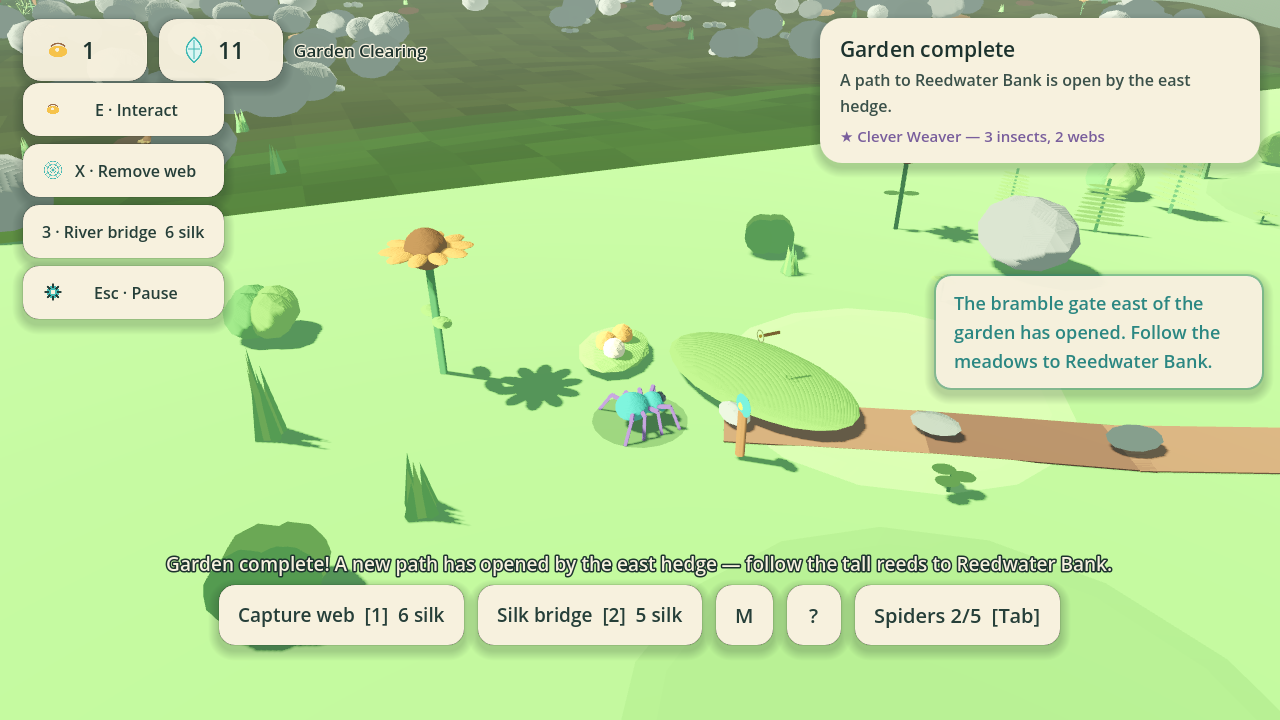 1
11
Garden Clearing
E · Interact
X · Remove web
3 · River bridge 6 silk
Esc · Pause
Garden complete
A path to Reedwater Bank is open by the east
hedge.
★ Clever Weaver — 3 insects, 2 webs
The bramble gate east of the
garden has opened. Follow the
meadows to Reedwater Bank.
Garden complete! A new path has opened by the east hedge — follow the tall reeds to Reedwater Bank.
Capture web [1] 6 silk
Silk bridge [2] 5 silk
M
?
Spiders 2/5 [Tab]